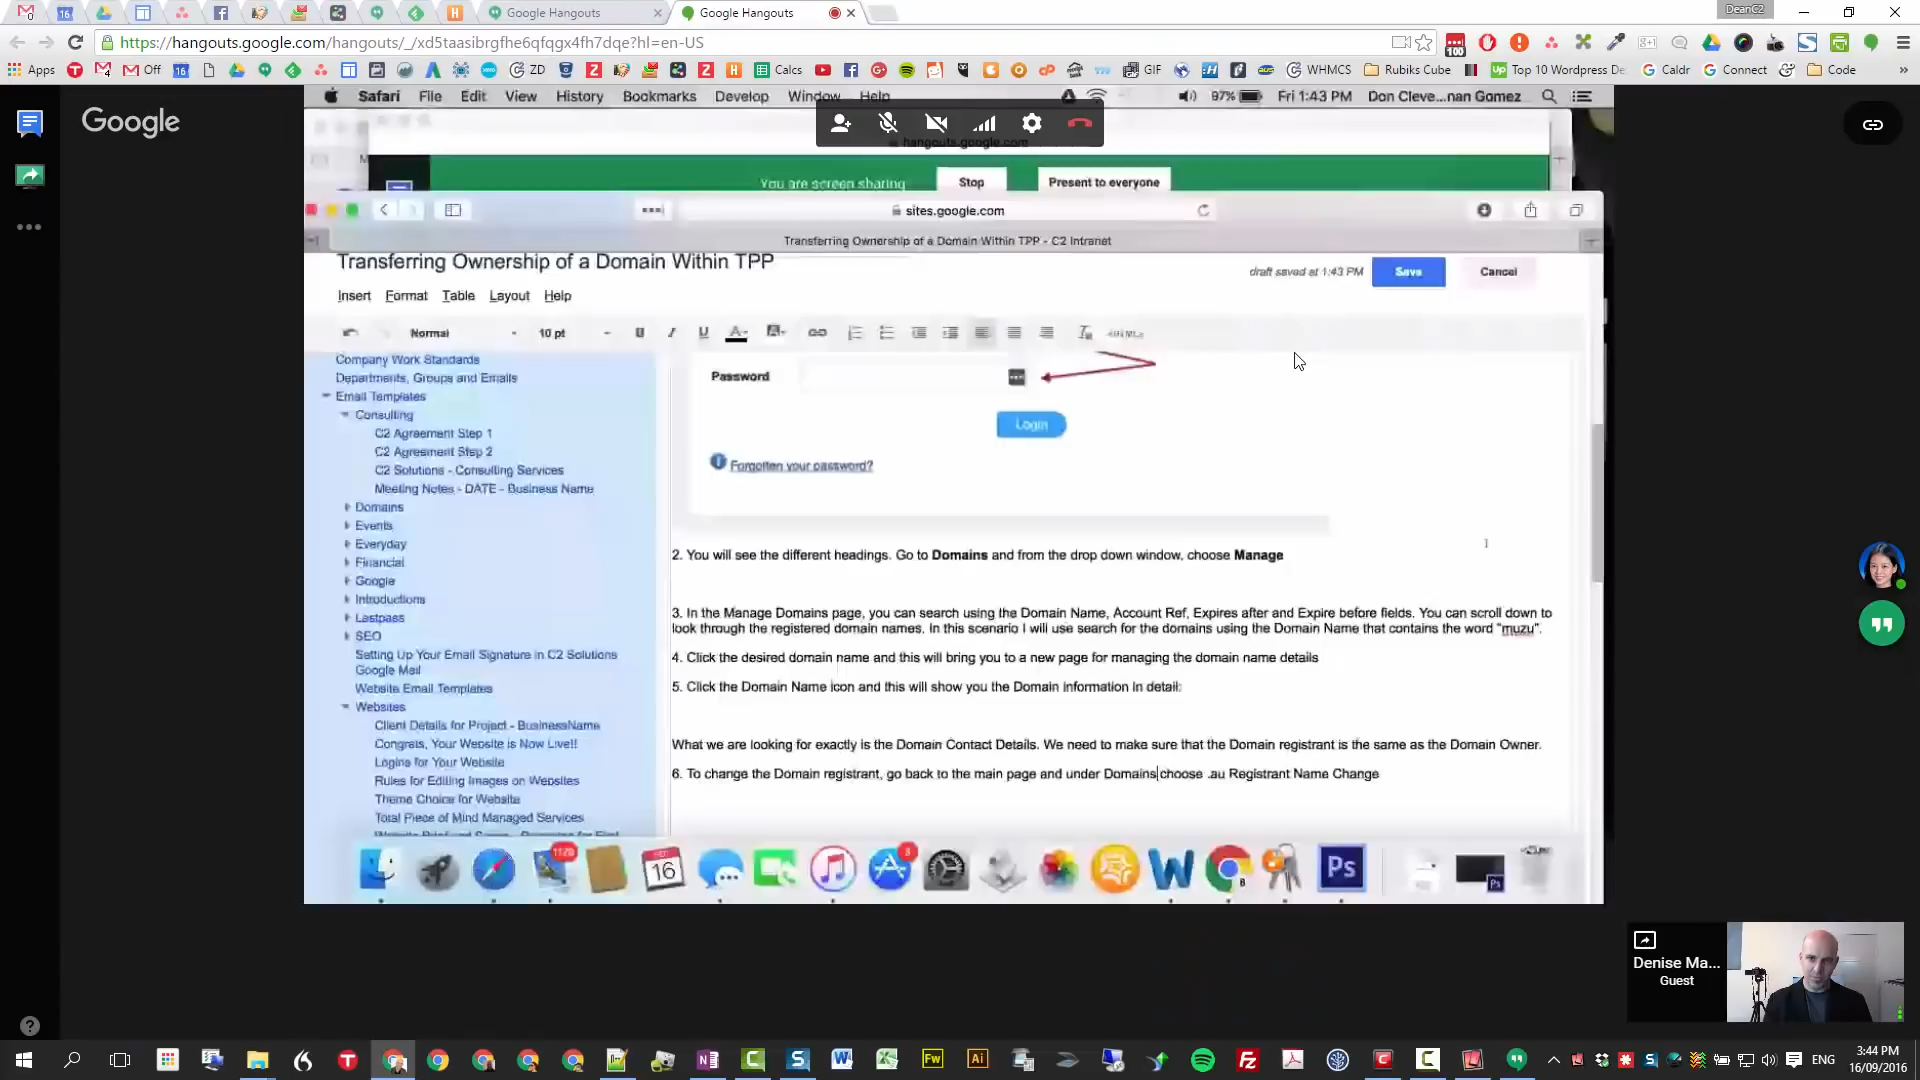 DeanC2
Google Hangouts
Google Hangouts
https://hangouts.google.com/hangouts/_/xd5taasibrgfhe6qfqgx4fh7dqe?hl=en-US
Apps
Off
ZD
Calcs
GIF
WHMCS
Rubiks Cube
Top 10 Wordpress De
Caldr
Connect
Code
Google
Safari File Edit View History Bookmarks Develop Window Help
97% Fri 1:43 PM Don Cleve...nan Gomez
hangouts.google.com
You are screen sharing
Stop
Present to everyone
sites.google.com
Transferring Ownership of a Domain Within TPP - C2 Intranet
Transferring Ownership of a Domain Within TPP
draft saved at 1:43 PM
Save
Cancel
Insert Format Table Layout Help
Normal
10 pt
<HTML>
Company Work Standards
Departments, Groups and Emails
Email Templates
Consulting
C2 Agreement Step 1
C2 Agreement Step 2
C2 Solutions - Consulting Services
Meeting Notes - DATE - Business Name
Domains
Events
Everyday
Financial
Google
Introductions
Lastpass
SEO
Setting Up Your Email Signature in C2 Solutions
Google Mail
Website Email Templates
Websites
Client Details for Project - BusinessName
Congrats, Your Website is Now Live!!
Logins for Your Website
Rules for Editing Images on Websites
Theme Choice for Website
Total Piece of Mind Managed Services
Password
Login
Forgotten your password?
2. You will see the different headings. Go to Domains and from the drop down window, choose Manage
3. In the Manage Domains page, you can search using the Domain Name, Account Ref, Expires after and Expire before fields. You can scroll down to
look through the registered domain names. In this scenario I will use search for the domains using the Domain Name that contains the word "muzu".
4. Click the desired domain name and this will bring you to a new page for managing the domain name details
5. Click the Domain Name icon and this will show you the Domain information in detail:
What we are looking for exactly is the Domain Contact Details. We need to make sure that the Domain registrant is the same as the Domain Owner.
6. To change the Domain registrant, go back to the main page and under Domains choose .au Registrant Name Change
1120
16
3
Ps
Denise Ma...
Guest
ENG
3:44 PM
16/09/2016